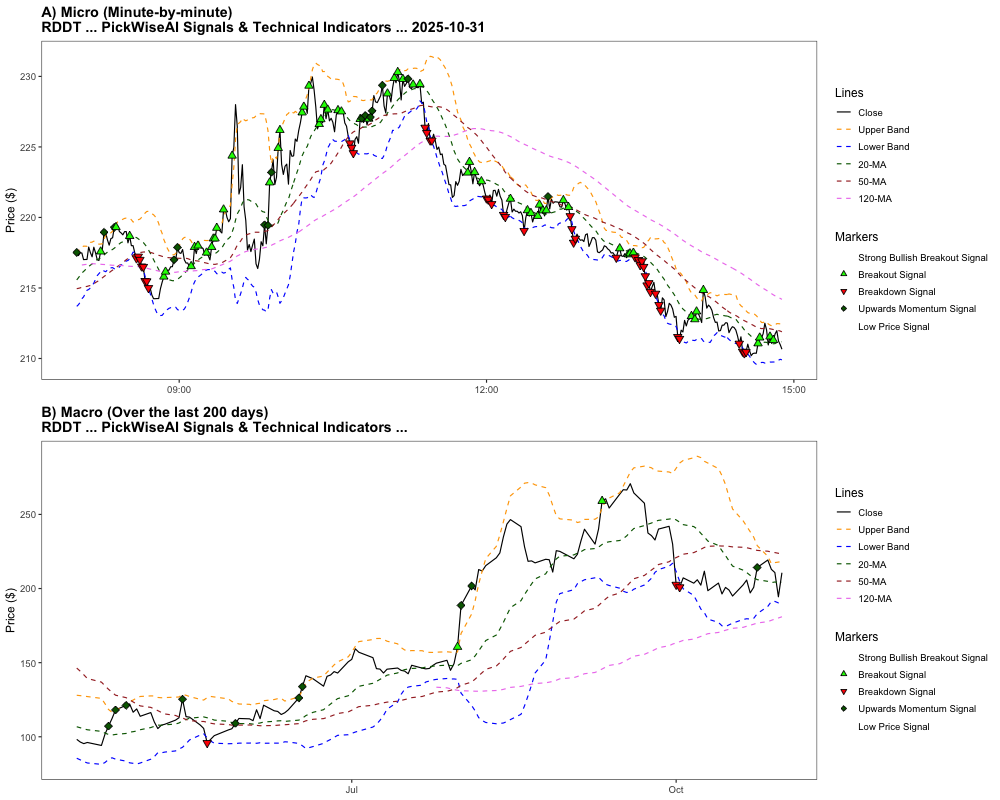 A) Micro (Minute-by-minute)
RDDT ... PickWiseAI Signals & Technical Indicators ... 2025-10-31
Price ($)
230
225
220
215
210
09:00
12:00
15:00
Lines
Close
Upper Band
Lower Band
20-MA
50-MA
120-MA
Markers
Strong Bullish Breakout Signal
Breakout Signal
Breakdown Signal
Upwards Momentum Signal
Low Price Signal
B) Macro (Over the last 200 days)
RDDT ... PickWiseAI Signals & Technical Indicators ...
Price ($)
250
200
150
100
Jul
Oct
Lines
Close
Upper Band
Lower Band
20-MA
50-MA
120-MA
Markers
Strong Bullish Breakout Signal
Breakout Signal
Breakdown Signal
Upwards Momentum Signal
Low Price Signal